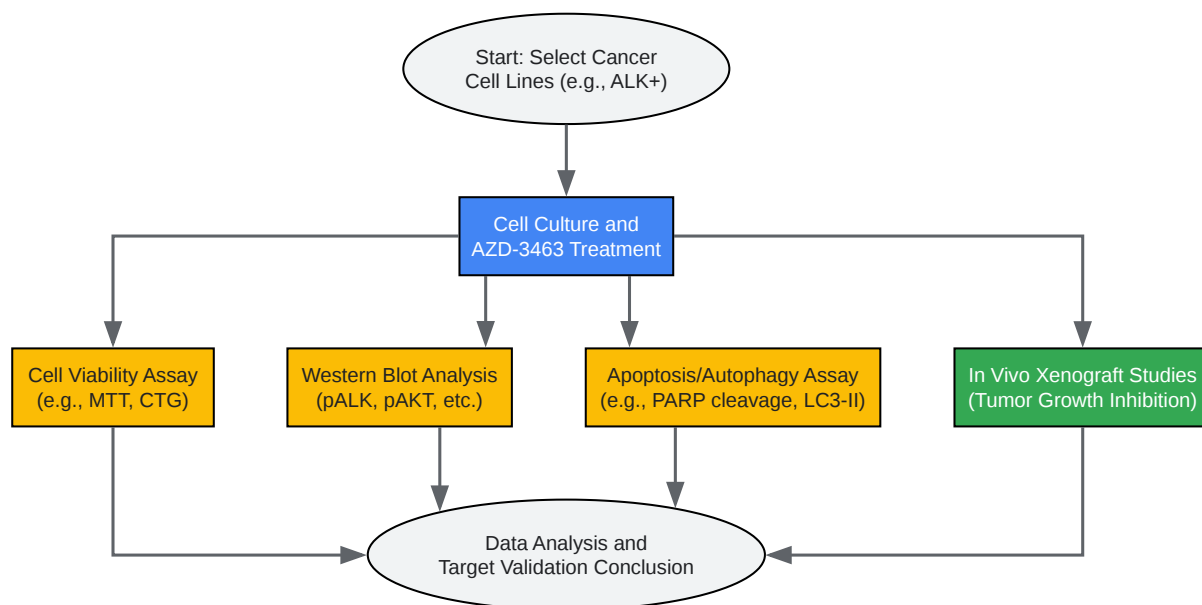 Start: Select Cancer
Cell Lines (e.g., ALK+)
Cell Culture and
AZD-3463 Treatment
Cell Viability Assay
(e.g., MTT, CTG)
Western Blot Analysis
(pALK, pAKT, etc.)
Apoptosis/Autophagy Assay
(e.g., PARP cleavage, LC3-II)
In Vivo Xenograft Studies
(Tumor Growth Inhibition)
Data Analysis and
Target Validation Conclusion